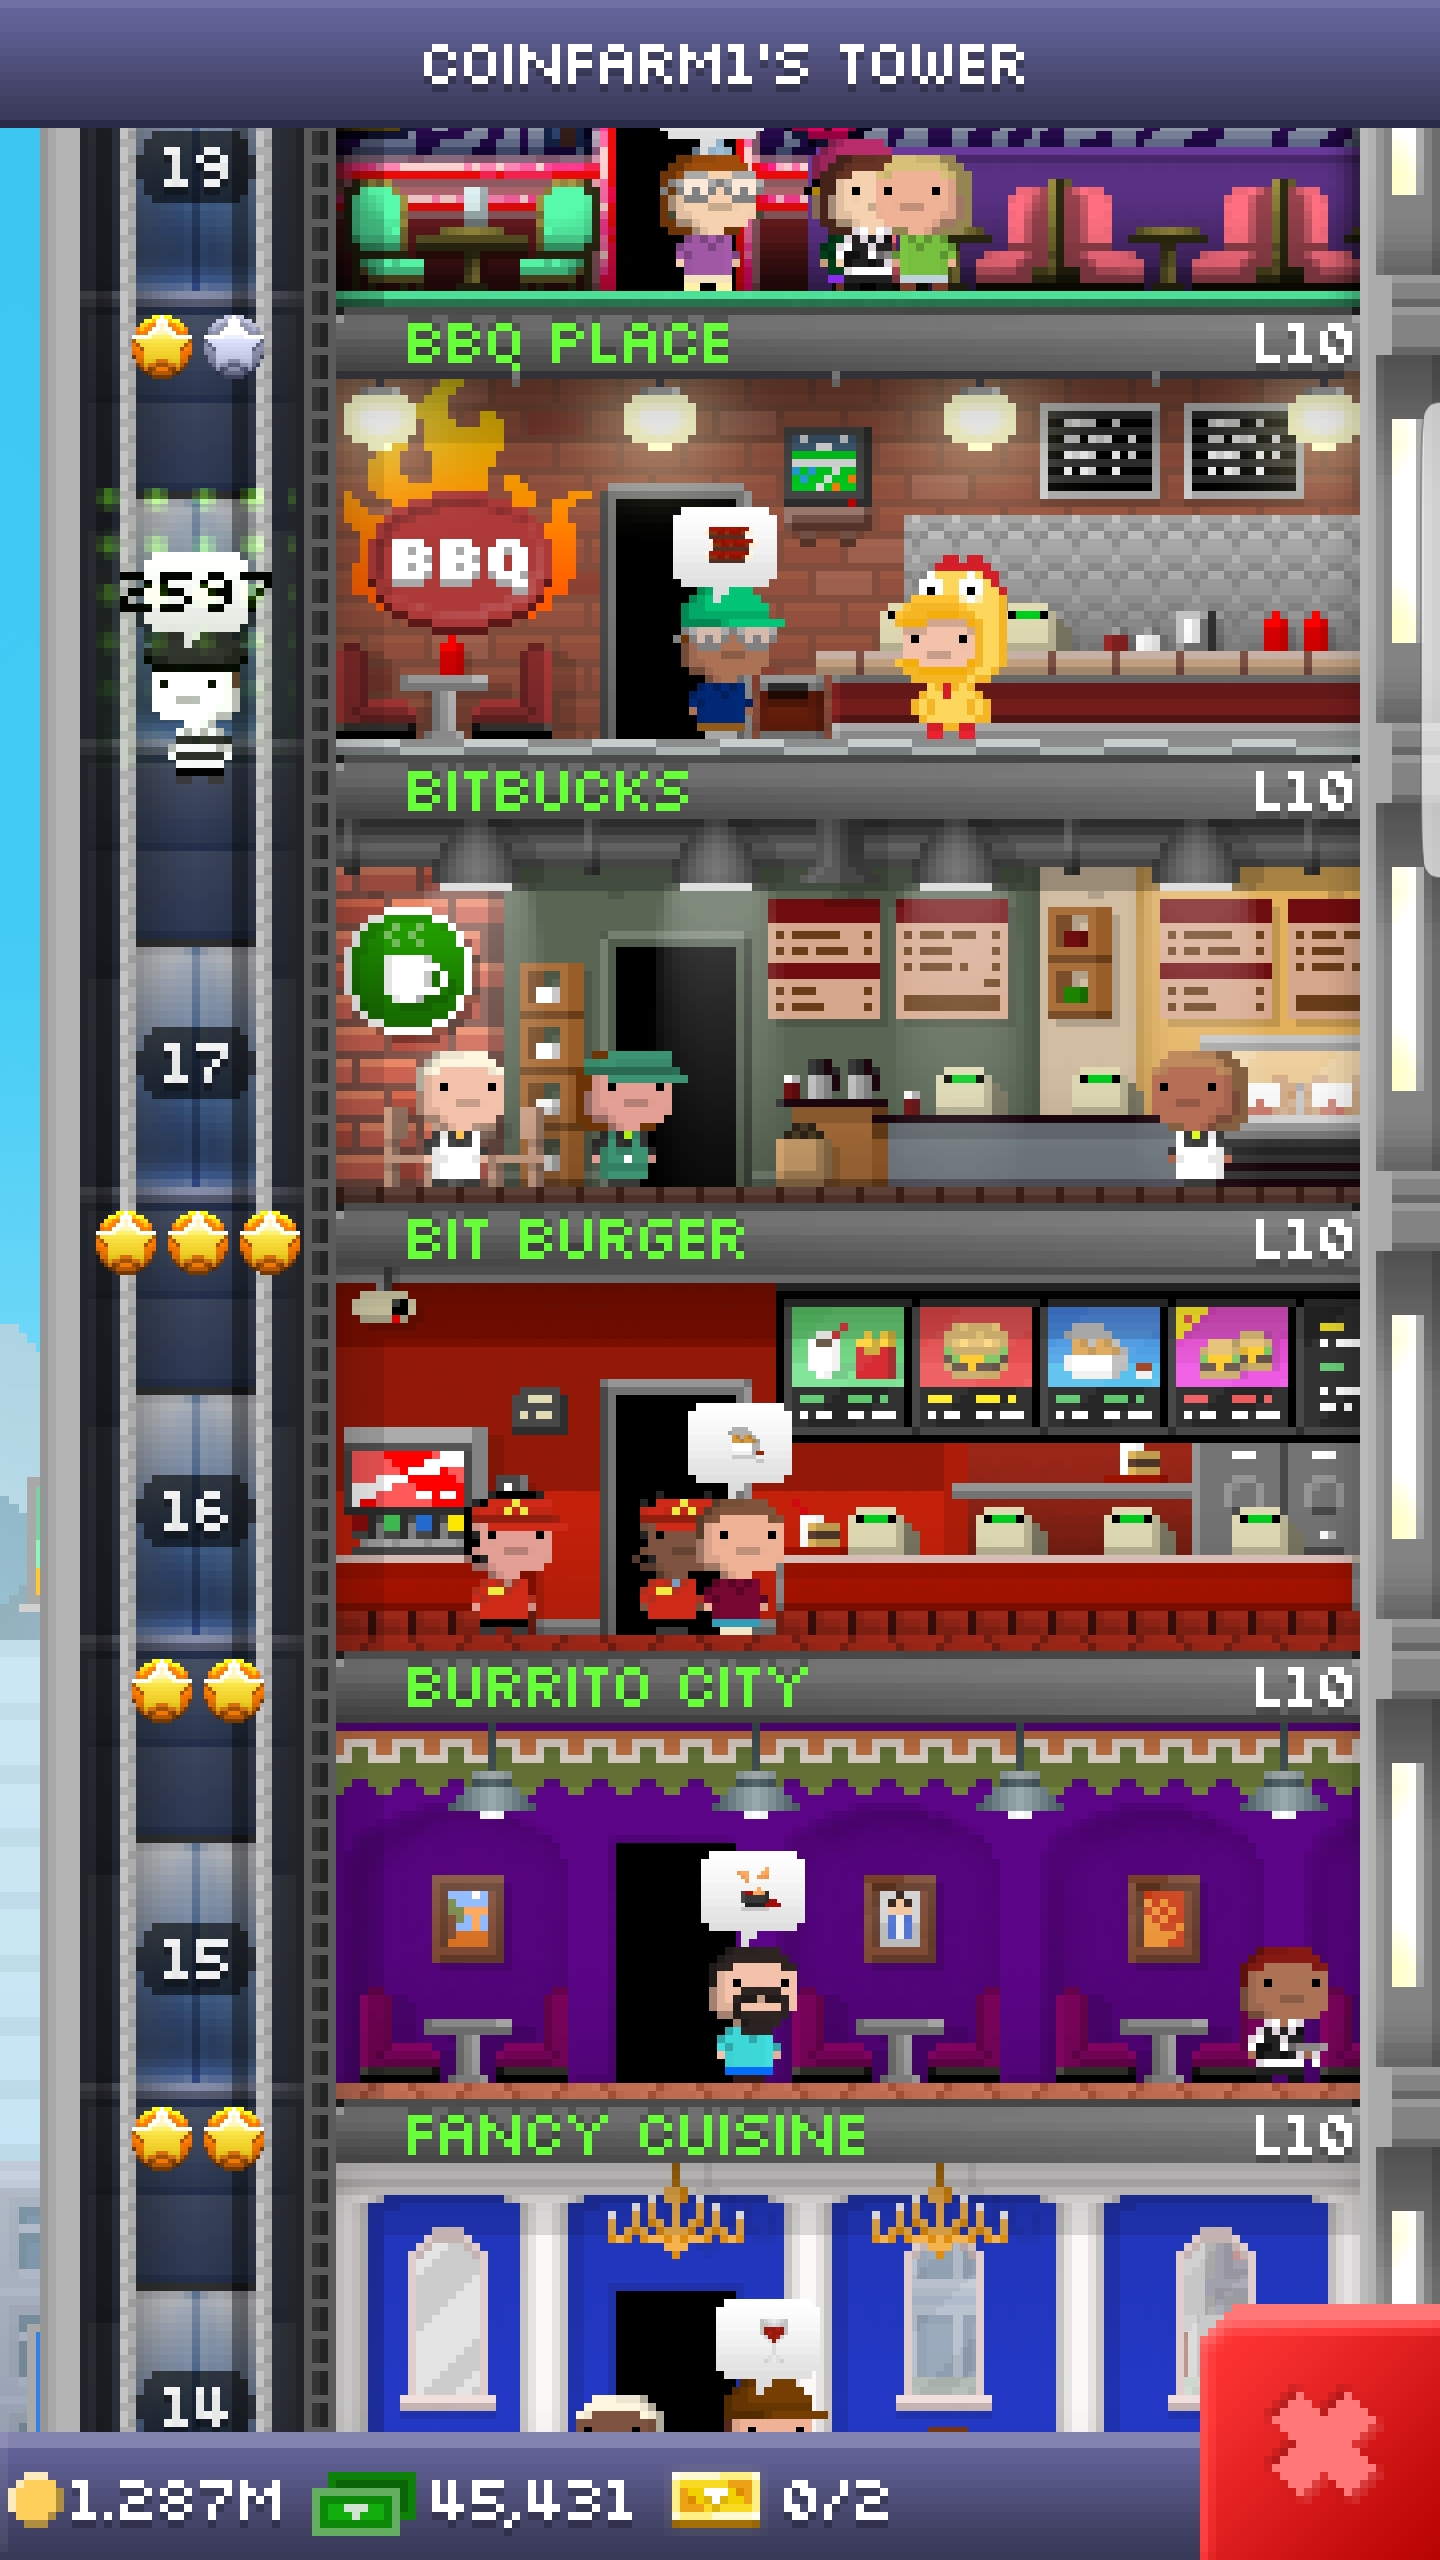 COINFARM1'S TOWER
19
BBQ PLACE L10
BBQ
2597
BITBUCKS L10
17
BIT BURGER L10
16
BURRITO CITY L10
15
FANCY CUISINE L10
14
1.287M 45,431 0/2